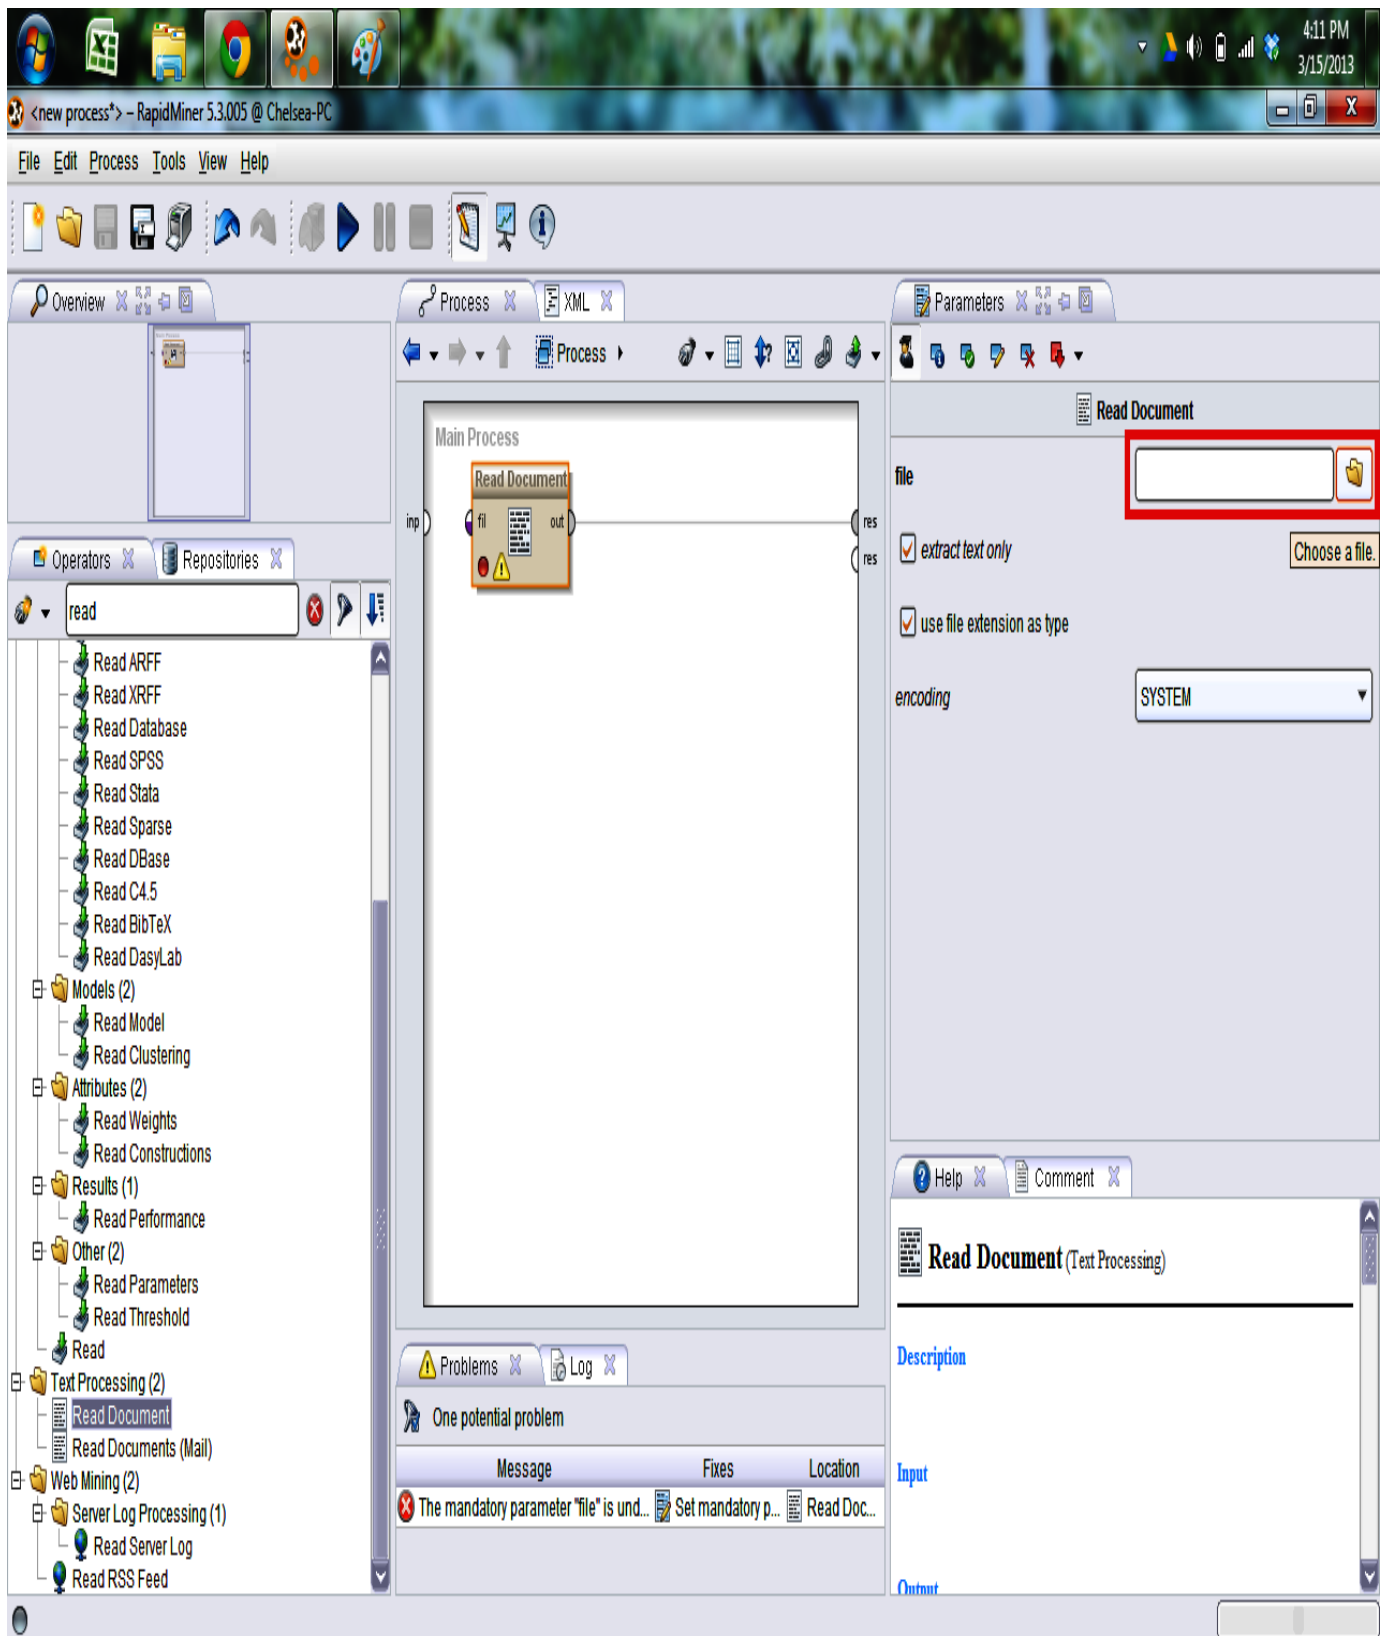 4:11 PM
3/15/2013
<new process*> – RapidMiner 5.3.005 @ Chelsea-PC
File Edit Process Tools View Help
Overview
Process
XML
Parameters
Process
Read Document
Main Process
Read Document
inp
fil
out
res
res
file
extract text only
Choose a file.
use file extension as type
encoding
SYSTEM
Operators
Repositories
read
Read ARFF
Read XRFF
Read Database
Read SPSS
Read Stata
Read Sparse
Read DBase
Read C4.5
Read BibTeX
Read DasyLab
Models (2)
Read Model
Read Clustering
Attributes (2)
Read Weights
Read Constructions
Results (1)
Read Performance
Other (2)
Read Parameters
Read Threshold
Read
Text Processing (2)
Read Document
Read Documents (Mail)
Web Mining (2)
Server Log Processing (1)
Read Server Log
Read RSS Feed
Problems
Log
One potential problem
Message Fixes Location
The mandatory parameter "file" is und... Set mandatory p... Read Doc...
Help
Comment
Read Document (Text Processing)
Description
Input
Output